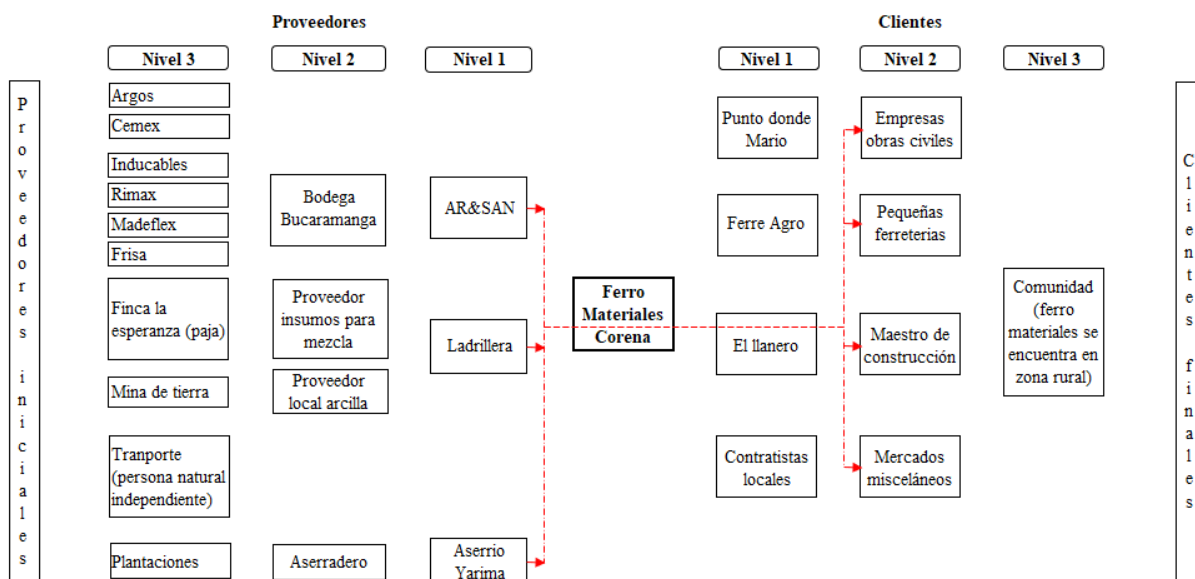 Proveedores
Clientes
Nivel 3
Nivel 2
Nivel 1
Nivel 1
Nivel 2
Nivel 3
Proveedores iniciales
Argos
Cemex
Inducables
Rimax
Madeflex
Frisa
Finca la
esperanza (paja)
Mina de tierra
Tranporte
(persona natural
independiente)
Plantaciones
Bodega
Bucaramanga
Proveedor
insumos para
mezcla
Proveedor
local arcilla
Aserradero
AR&SAN
Ladrillera
Aserrio
Yarima
Ferro
Materiales
Corena
Punto donde
Mario
Ferre Agro
El llanero
Contratistas
locales
Empresas
obras civiles
Pequeñas
ferreterias
Maestro de
construcción
Mercados
misceláneos
Comunidad
(ferro
materiales se
encuentra en
zona rural)
Clientes finales